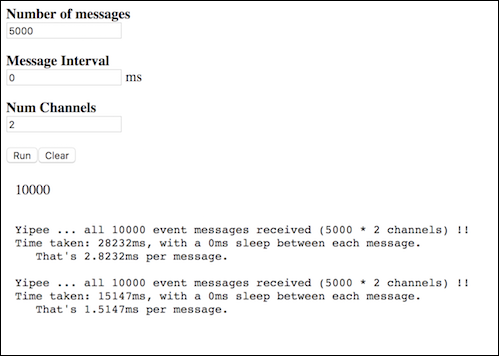 Number of messages
5000
Message Interval
0 ms
Num Channels
2
Run Clear
10000
Yipee ... all 10000 event messages received (5000 * 2 channels) !!
Time taken: 28232ms, with a 0ms sleep between each message.
That's 2.8232ms per message.
Yipee ... all 10000 event messages received (5000 * 2 channels) !!
Time taken: 15147ms, with a 0ms sleep between each message.
That's 1.5147ms per message.